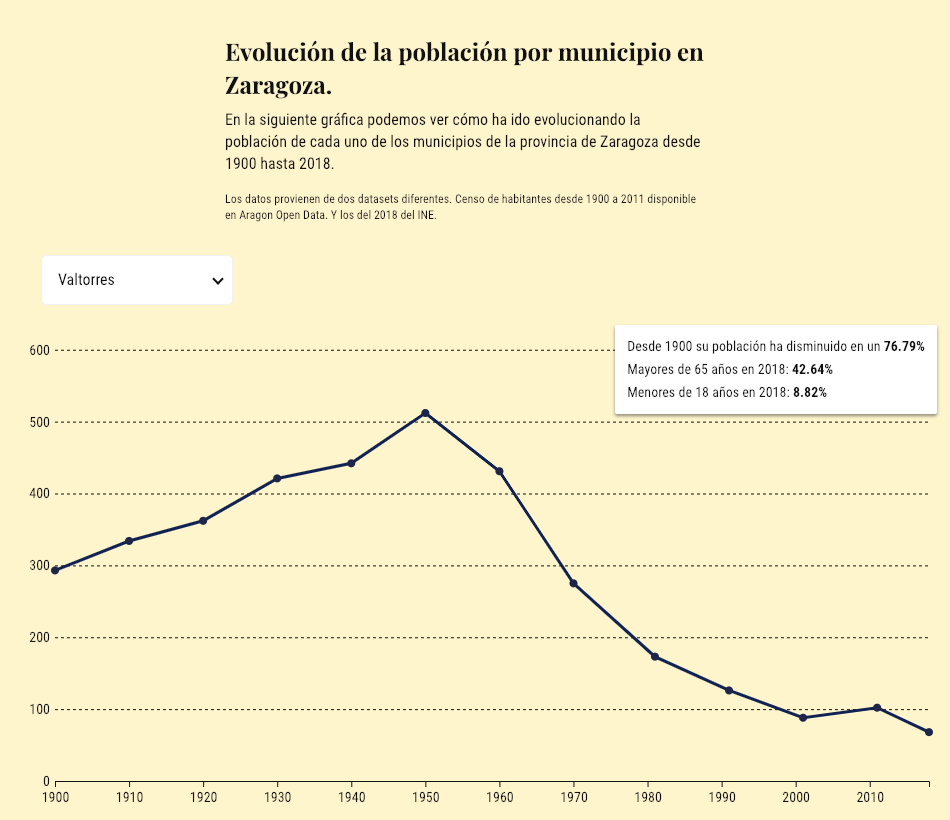 Evolución de la población por municipio en
Zaragoza.
En la siguiente gráfica podemos ver cómo ha ido evolucionando la
población de cada uno de los municipios de la provincia de Zaragoza desde
1900 hasta 2018.
Los datos provienen de dos datasets diferentes. Censo de habitantes desde 1900 a 2011 disponible
en Aragon Open Data. Y los del 2018 del INE.
Valtorres
Desde 1900 su población ha disminuido en un 76.79%
Mayores de 65 años en 2018: 42.64%
Menores de 18 años en 2018: 8.82%
600
500
400
300
200
100
0
1900 1910 1920 1930 1940 1950 1960 1970 1980 1990 2000 2010